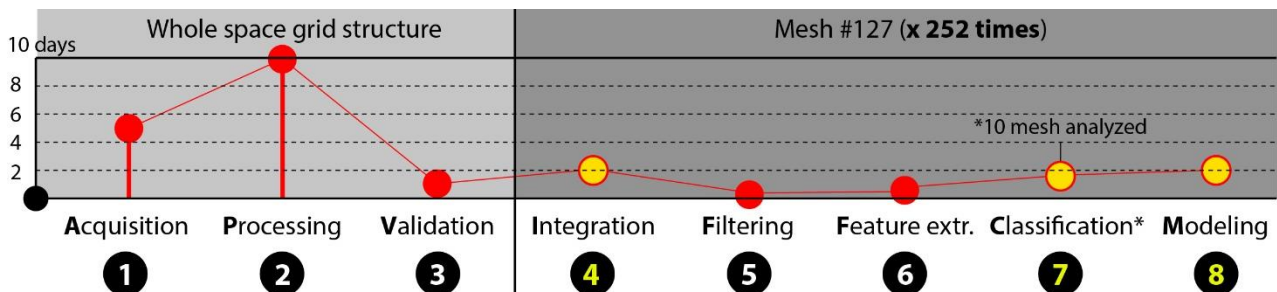 Whole space grid structure
Mesh #127 (x 252 times)
10 days
8
6
4
2
*10 mesh analyzed
Acquisition
Processing
Validation
Integration
Filtering
Feature extr.
Classification*
Modeling
1
2
3
4
5
6
7
8